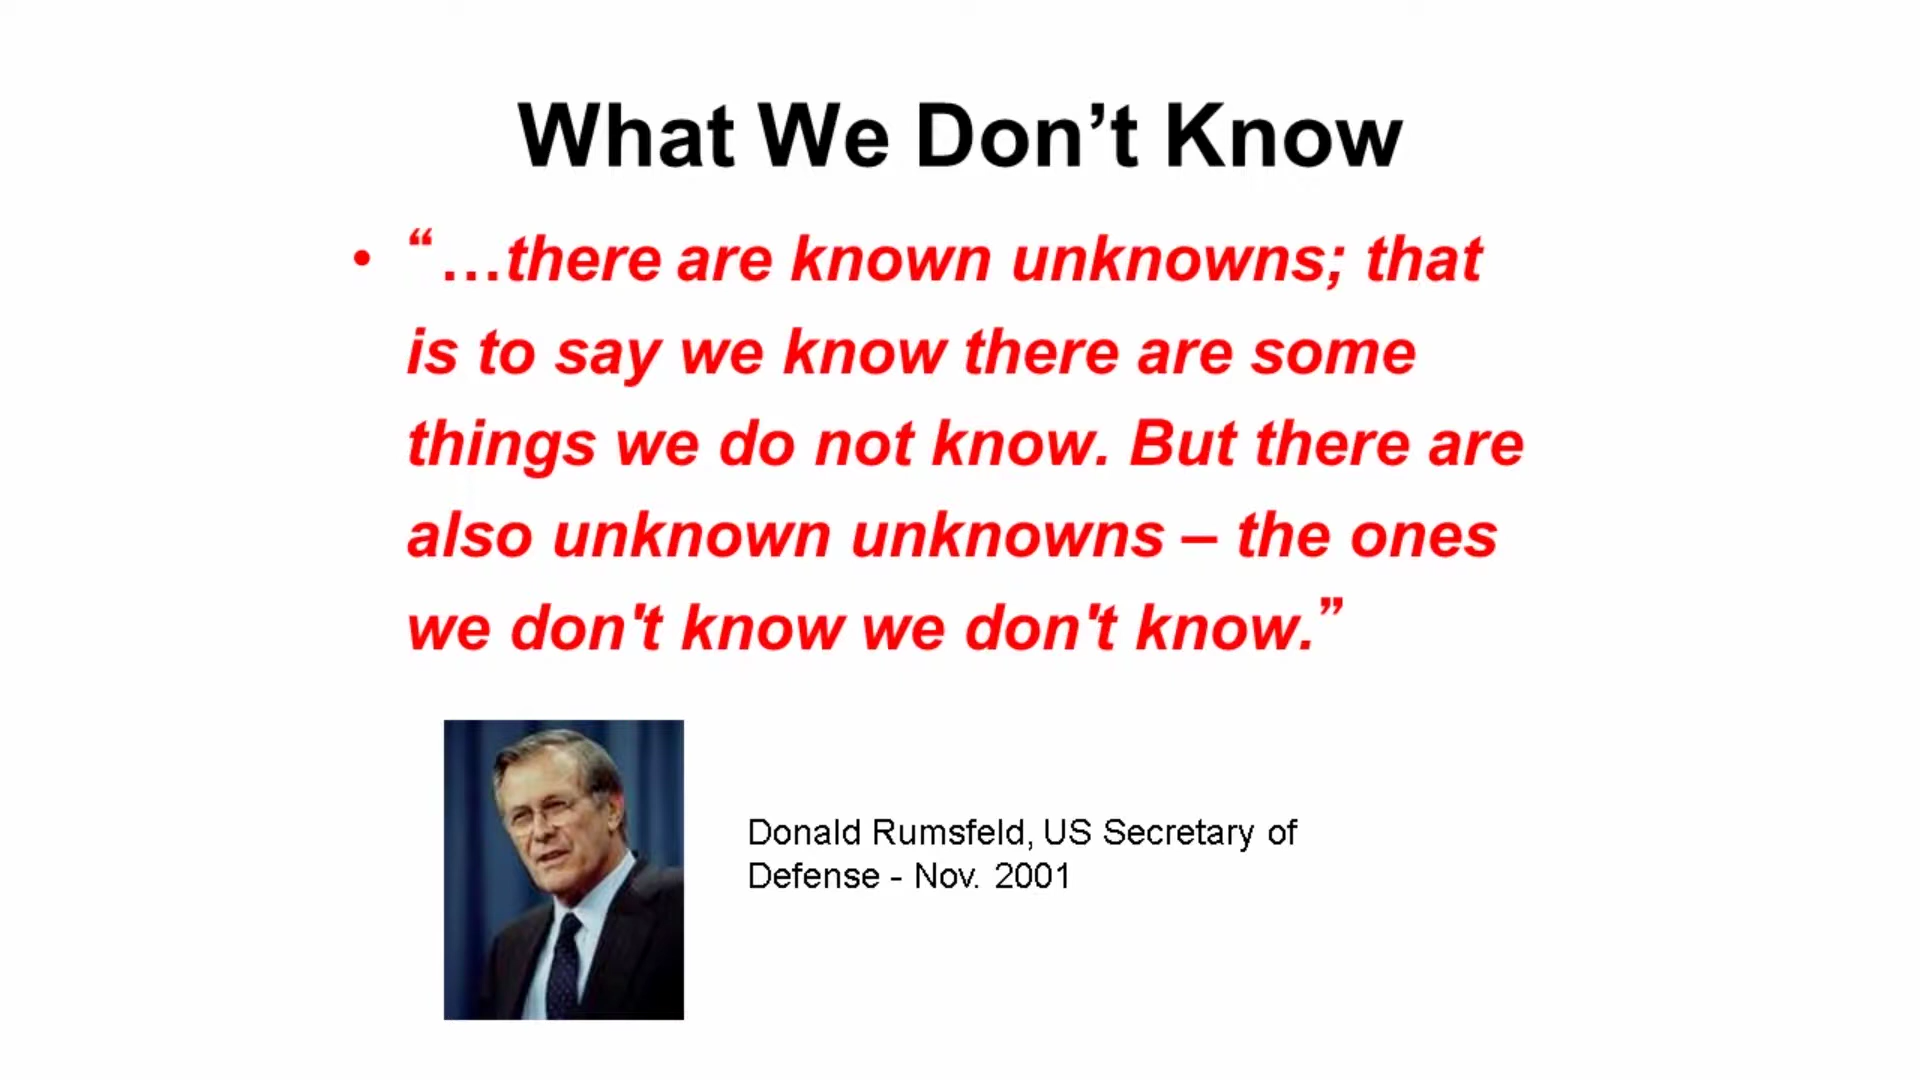 What We Don’t Know
• “…there are known unknowns; that
is to say we know there are some
things we do not know. But there are
also unknown unknowns – the ones
we don't know we don't know.”
Donald Rumsfeld, US Secretary of
Defense - Nov. 2001